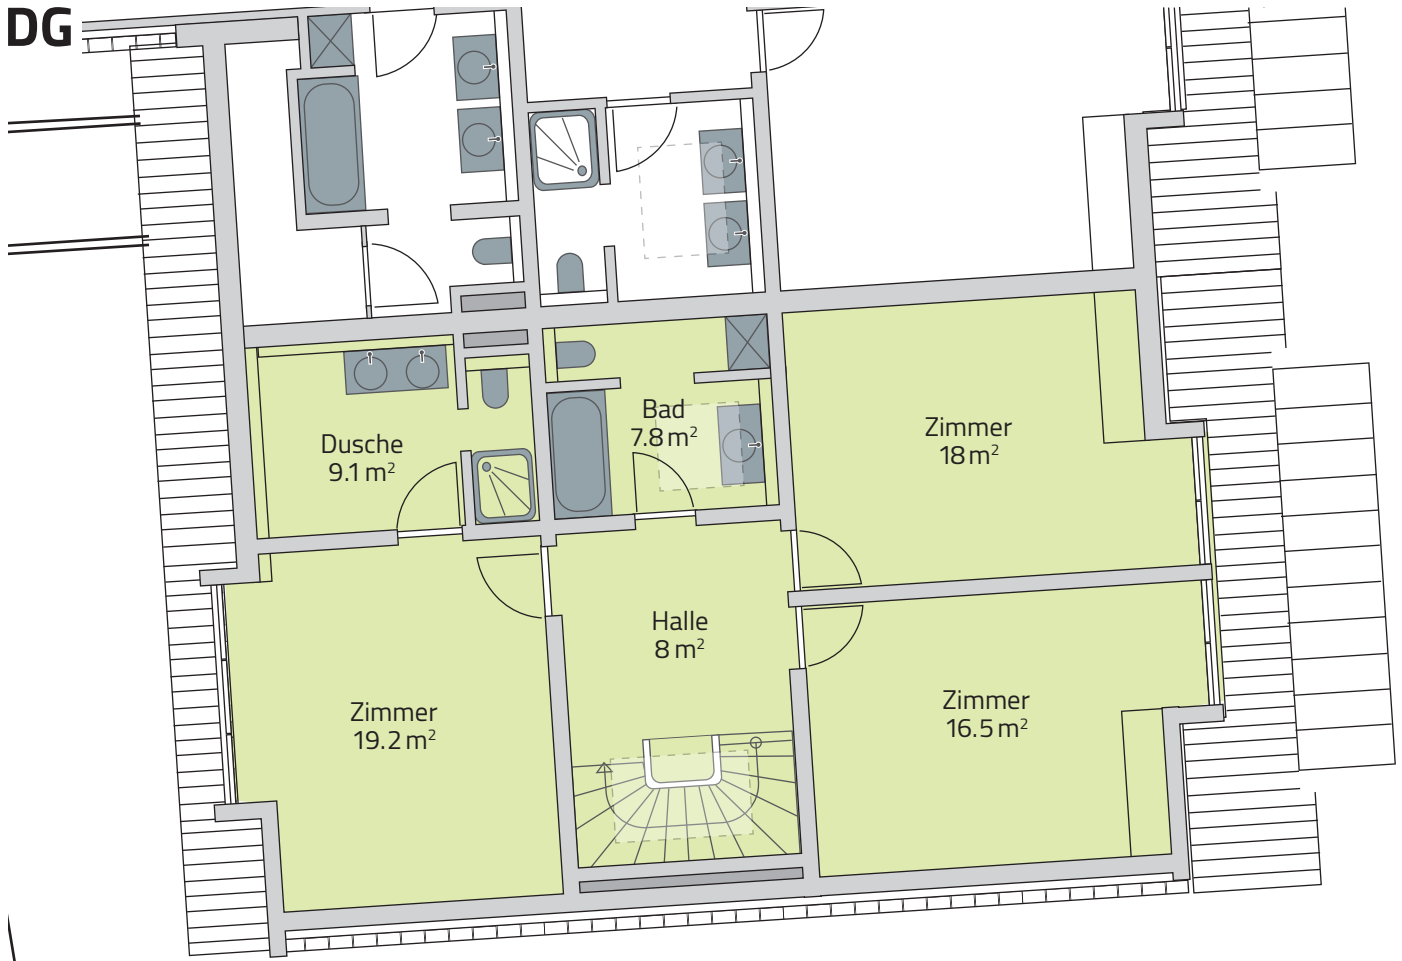 DG
Bad
7.8 m²
Zimmer
18 m²
Dusche
9.1 m²
Halle
8 m²
Zimmer
16.5 m²
Zimmer
19.2 m²